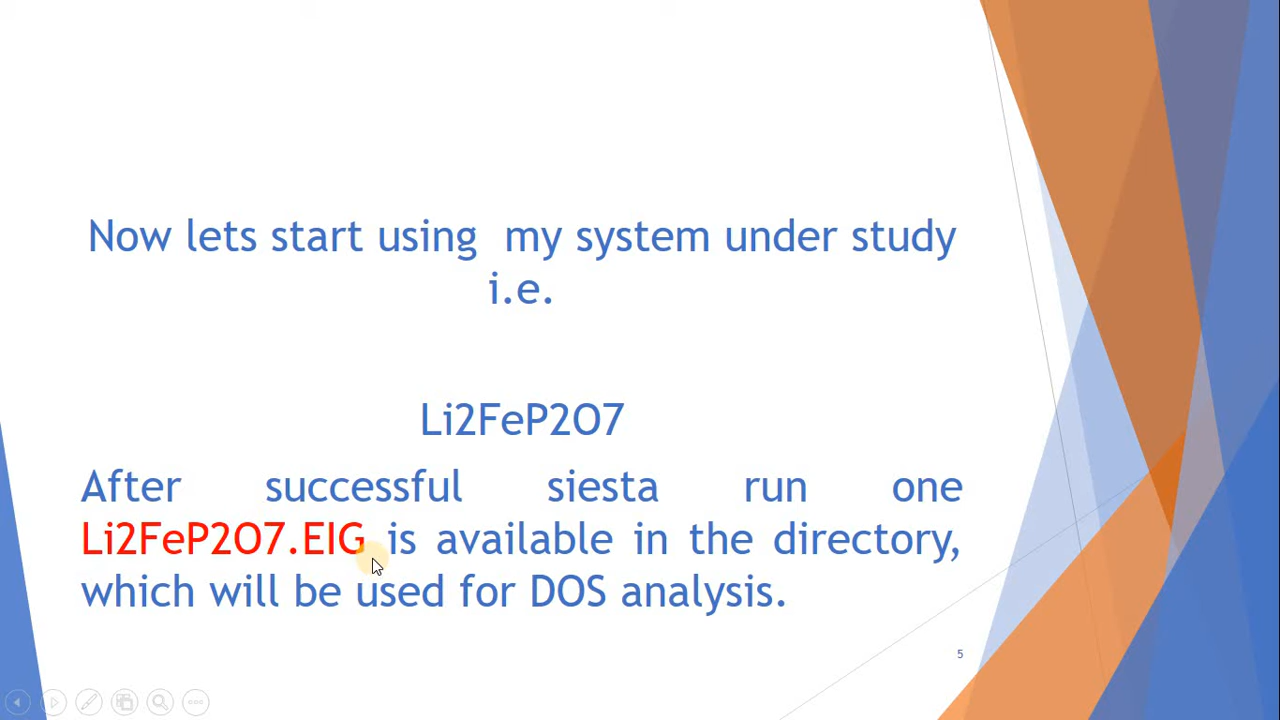 Now lets start using my system under study
i.e.
Li2FeP2O7
After successful siesta run one
Li2FeP2O7.EIG is available in the directory,
which will be used for DOS analysis.
5